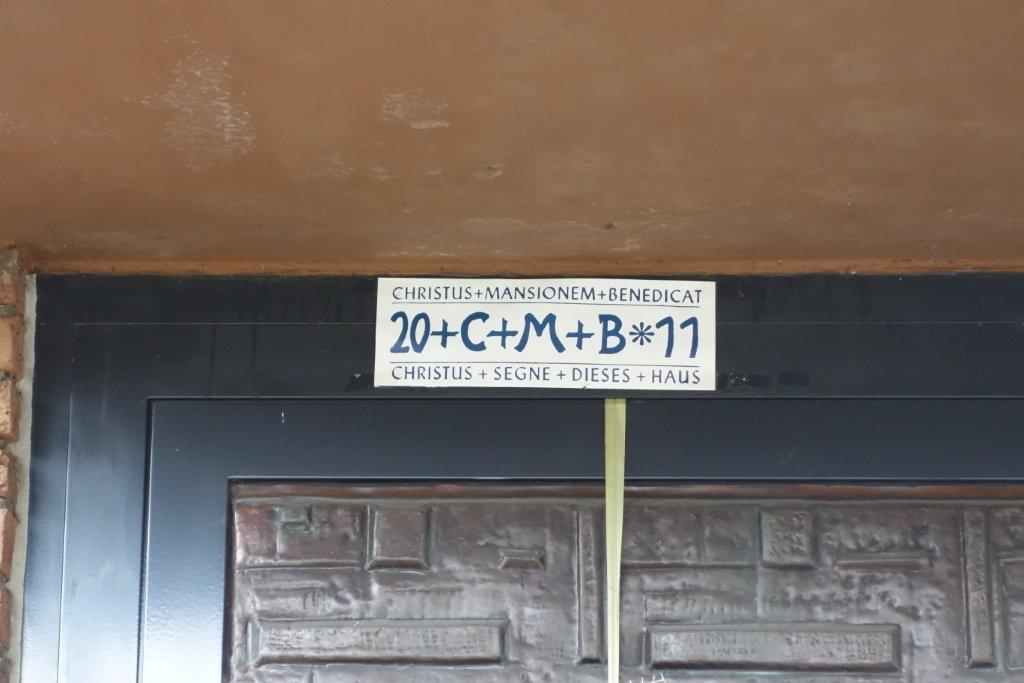 CHRISTUS+MANSIONEM+BENEDICAT
20+C+M+B*11
CHRISTUS + SEGNE + DIESES + HAUS